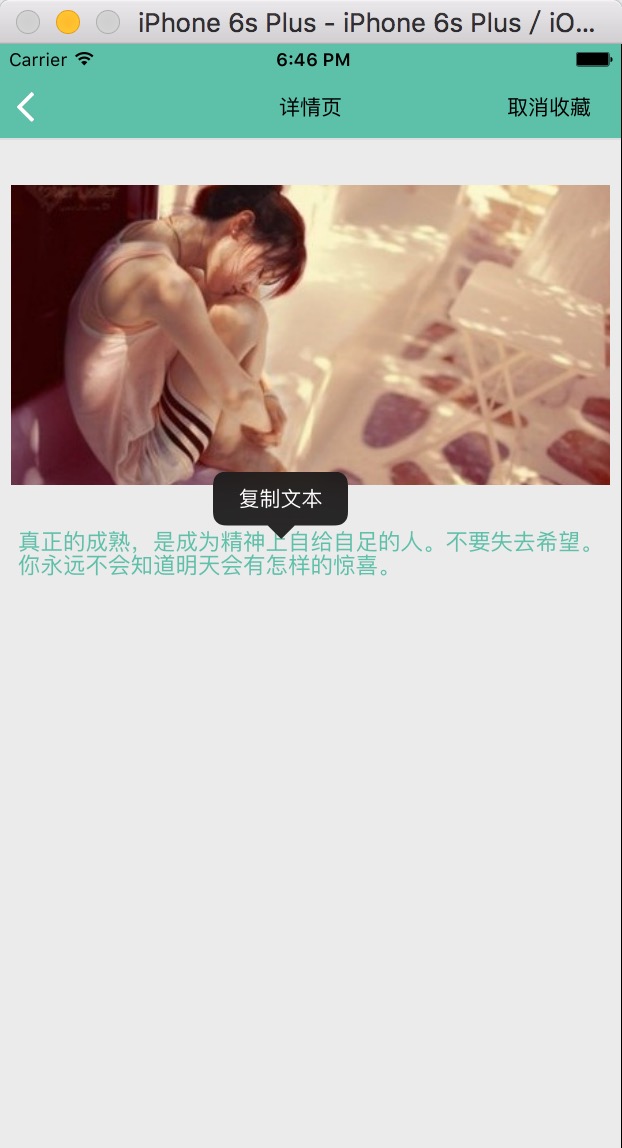 iPhone 6s Plus - iPhone 6s Plus / iO...
Carrier 6:46 PM
详情页 取消收藏
复制文本
真正的成熟，是成为精神上自给自足的人。不要失去希望。
你永远不会知道明天会有怎样的惊喜。